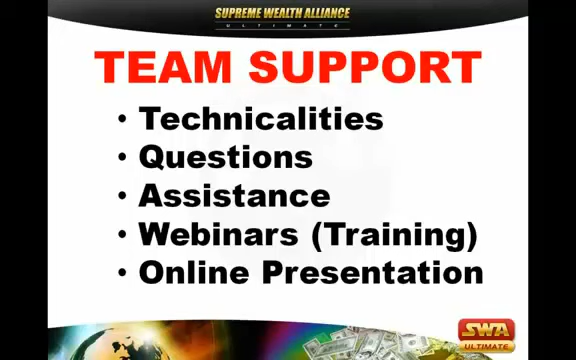 SUPREME WEALTH ALLIANCE
ULTIMATE
TEAM SUPPORT
• Technicalities
• Questions
• Assistance
• Webinars (Training)
• Online Presentation
SWA
ULTIMATE